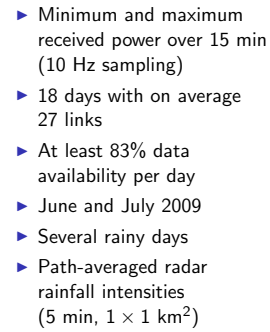 ▶ Minimum and maximum
received power over 15 min
(10 Hz sampling)
▶ 18 days with on average
27 links
▶ At least 83% data
availability per day
▶ June and July 2009
▶ Several rainy days
▶ Path-averaged radar
rainfall intensities
(5 min, 1 × 1 km²)